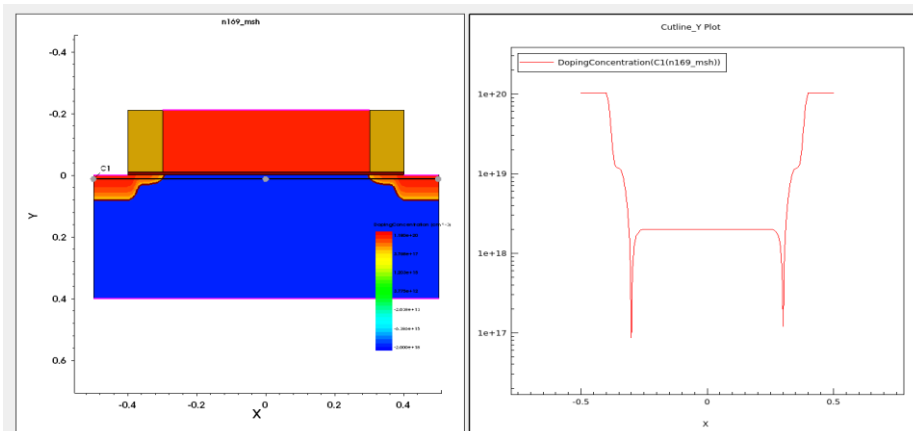 n169_msh
-0.4
-0.2
0
0.2
0.4
0.6
Y
C1
-0.4
-0.2
0
0.2
0.4
X
Cutline_Y Plot
DopingConcentration(C1(n169_msh))
1e+20
1e+19
1e+18
1e+17
-0.5
0
0.5
X